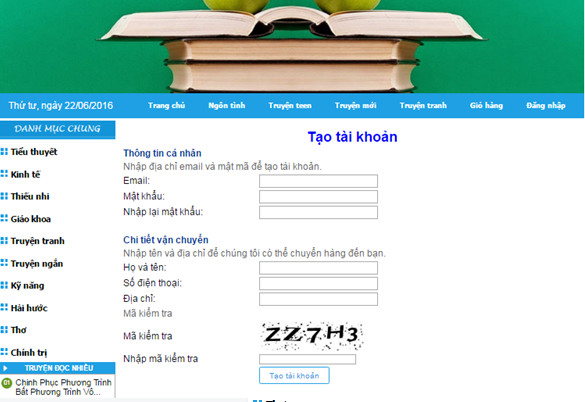 Thứ tư, ngày 22/06/2016
Trang chủ Ngôn tình Truyện teen Truyện mới Truyện tranh Giỏ hàng Đăng nhập
DANH MỤC CHUNG
Tiểu thuyết
Kinh tế
Thiếu nhi
Giáo khoa
Truyện tranh
Truyện ngắn
Kỹ năng
Hài hước
Thơ
Chính trị
TRUYỆN ĐỌC NHIỀU
01 Chinh Phục Phương Trình
Bất Phương Trình Vô...
Tạo tài khoản
Thông tin cá nhân
Nhập địa chỉ email và mật mã để tạo tài khoản.
Email:
Mật khẩu:
Nhập lại mật khẩu:
Chi tiết vận chuyển
Nhập tên và địa chỉ để chúng tôi có thể chuyển hàng đến bạn.
Họ và tên:
Số điện thoại:
Địa chỉ:
Mã kiểm tra
Mã kiểm tra ZZ7H3
Nhập mã kiểm tra
Tạo tài khoản